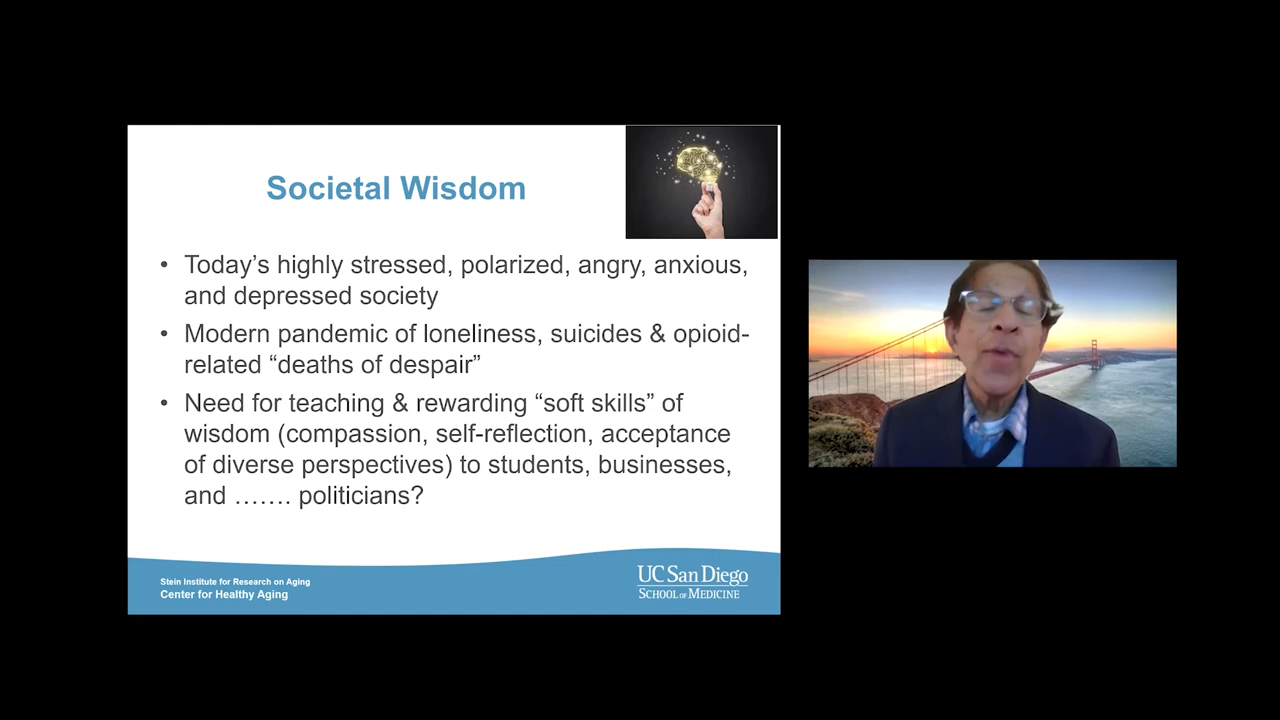 Societal Wisdom
• Today’s highly stressed, polarized, angry, anxious,
and depressed society
• Modern pandemic of loneliness, suicides & opioid-
related “deaths of despair”
• Need for teaching & rewarding “soft skills” of
wisdom (compassion, self-reflection, acceptance
of diverse perspectives) to students, businesses,
and ……. politicians?
Stein Institute for Research on Aging
Center for Healthy Aging
UC San Diego
SCHOOL OF MEDICINE